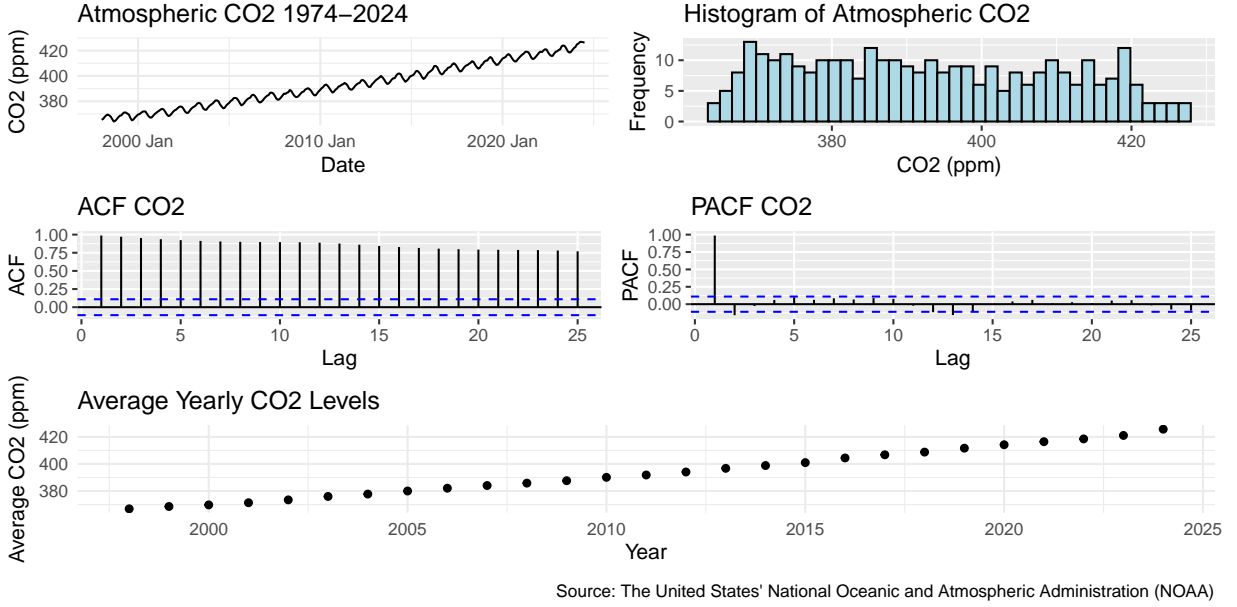 Atmospheric CO2 1974−2024
CO2 (ppm)
420
400
380
2000 Jan 2010 Jan 2020 Jan
Date
Histogram of Atmospheric CO2
Frequency
10
5
0
380 400 420
CO2 (ppm)
ACF CO2
ACF
1.00
0.75
0.50
0.25
0.00
0 5 10 15 20 25
Lag
PACF CO2
PACF
1.00
0.75
0.50
0.25
0.00
0 5 10 15 20 25
Lag
Average Yearly CO2 Levels
Average CO2 (ppm)
420
400
380
2000 2005 2010 2015 2020 2025
Year
Source: The United States' National Oceanic and Atmospheric Administration (NOAA)